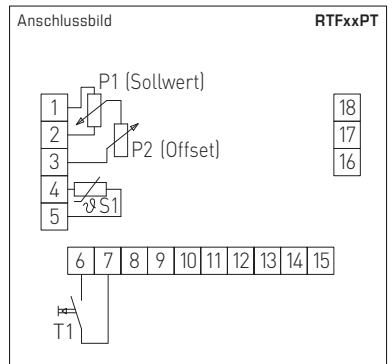 Anschlussbild RTFxxPT
P1 (Sollwert)
1
18
2
17
P2 (Offset)
3
16
4
ϑ S1
5
6 7 8 9 10 11 12 13 14 15
T1